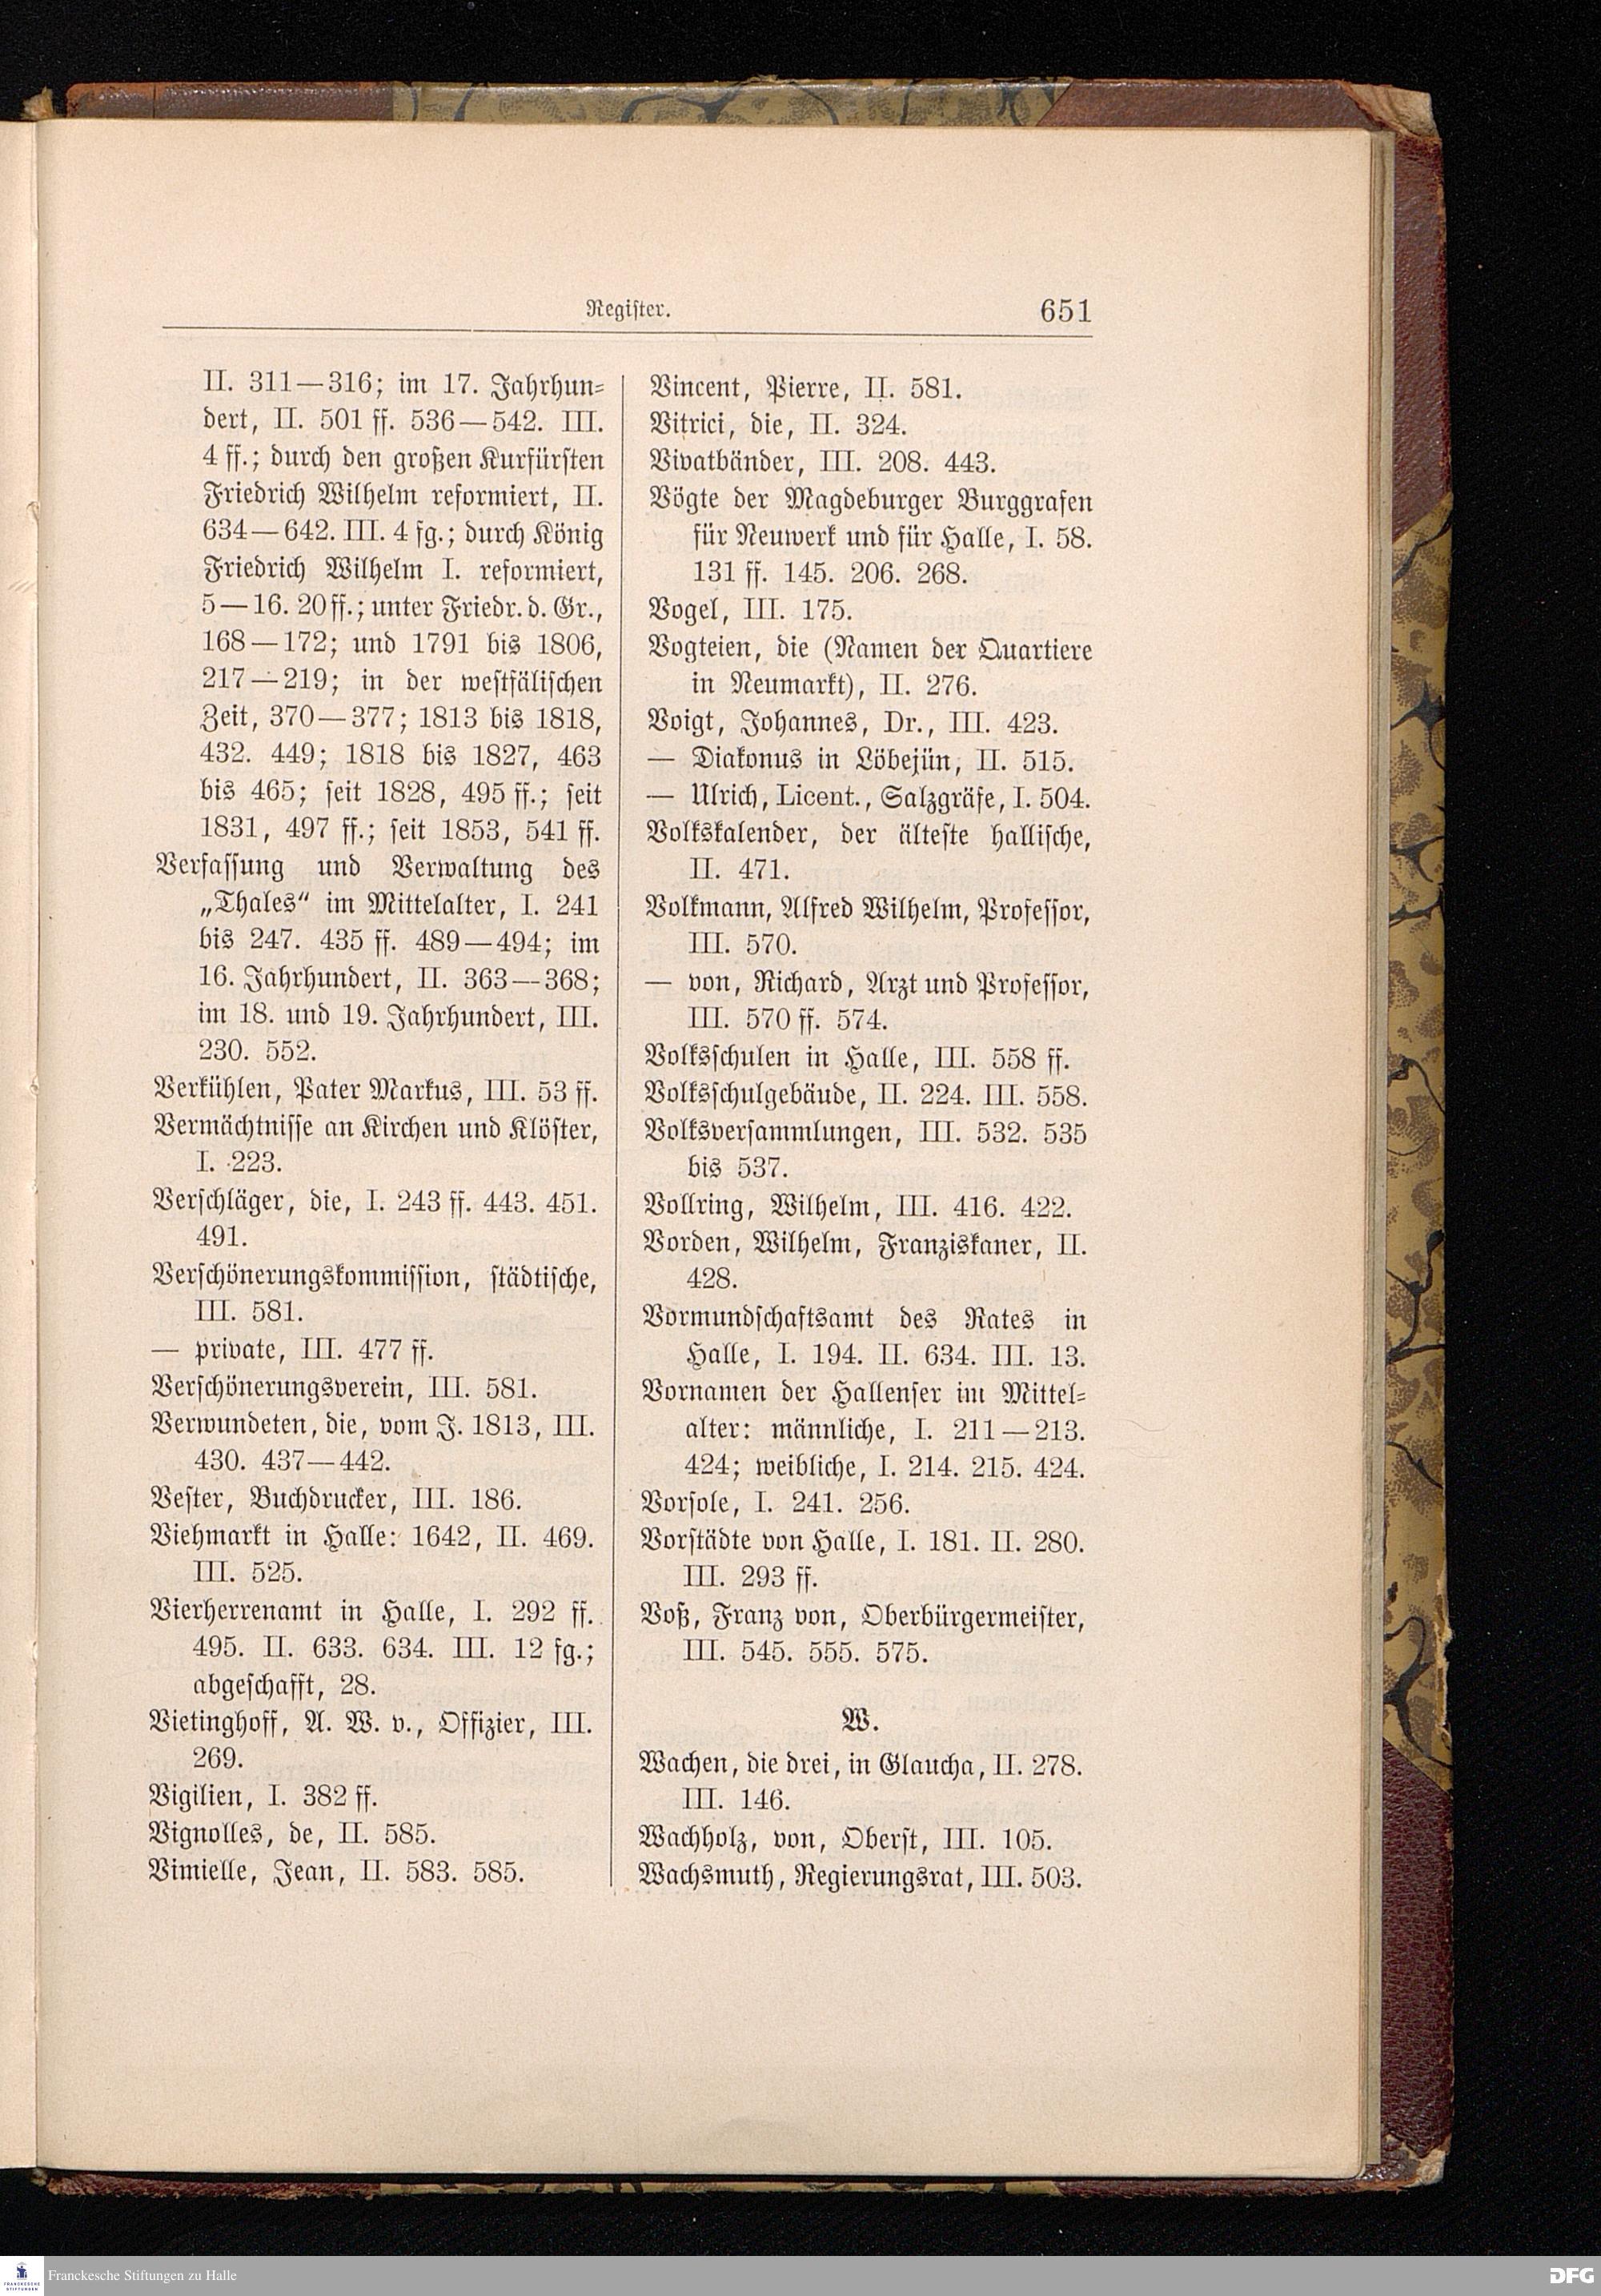 Register.
651
II. 311—316; im 17. Jahrhun-
dert, II. 501 ff. 536—542. III.
4 ff.; durch den großen Kurfürsten
Friedrich Wilhelm reformiert, II.
634—642. III. 4 fg.; durch König
Friedrich Wilhelm I. reformiert,
5—16. 20 ff.; unter Friedr. d. Gr.,
168—172; und 1791 bis 1806,
217—219; in der westfälischen
Zeit, 370—377; 1813 bis 1818,
432. 449; 1818 bis 1827, 463
bis 465; seit 1828, 495 ff.; seit
1831, 497 ff.; seit 1853, 541 ff.
Verfassung und Verwaltung des
„Thales“ im Mittelalter, I. 241
bis 247. 435 ff. 489—494; im
16. Jahrhundert, II. 363—368;
im 18. und 19. Jahrhundert, III.
230. 552.
Verkühlen, Pater Markus, III. 53 ff.
Vermächtnisse an Kirchen und Klöster,
I. 223.
Verschläger, die, I. 243 ff. 443. 451.
491.
Verschönerungskommission, städtische,
III. 581.
— private, III. 477 ff.
Verschönerungsverein, III. 581.
Verwundeten, die, vom J. 1813, III.
430. 437—442.
Vester, Buchdrucker, III. 186.
Viehmarkt in Halle: 1642, II. 469.
III. 525.
Vierherrenamt in Halle, I. 292 ff.
495. II. 633. 634. III. 12 fg.;
abgeschafft, 28.
Vietinghoff, A. W. v., Offizier, III.
269.
Vigilien, I. 382 ff.
Vignolles, de, II. 585.
Vimielle, Jean, II. 583. 585.
Vincent, Pierre, II. 581.
Vitrici, die, II. 324.
Vivatbänder, III. 208. 443.
Vögte der Magdeburger Burggrafen
für Neuwerk und für Halle, I. 58.
131 ff. 145. 206. 268.
Vogel, III. 175.
Vogteien, die (Namen der Quartiere
in Neumarkt), II. 276.
Voigt, Johannes, Dr., III. 423.
— Diakonus in Löbejün, II. 515.
— Ulrich, Licent., Salzgräfe, I. 504.
Volkskalender, der älteste hallische,
II. 471.
Volkmann, Alfred Wilhelm, Professor,
III. 570.
— von, Richard, Arzt und Professor,
III. 570 ff. 574.
Volksschulen in Halle, III. 558 ff.
Volksschulgebäude, II. 224. III. 558.
Volksversammlungen, III. 532. 535
bis 537.
Vollring, Wilhelm, III. 416. 422.
Vorden, Wilhelm, Franziskaner, II.
428.
Vormundschaftsamt des Rates in
Halle, I. 194. II. 634. III. 13.
Vornamen der Hallenser im Mittel-
alter: männliche, I. 211—213.
424; weibliche, I. 214. 215. 424.
Vorsole, I. 241. 256.
Vorstädte von Halle, I. 181. II. 280.
III. 293 ff.
Voß, Franz von, Oberbürgermeister,
III. 545. 555. 575.
W.
Wachen, die drei, in Glaucha, II. 278.
III. 146.
Wachholz, von, Oberst, III. 105.
Wachsmuth, Regierungsrat, III. 503.
FRANCKESCHE
STIFTUNGEN
Franckesche Stiftungen zu Halle
DFG